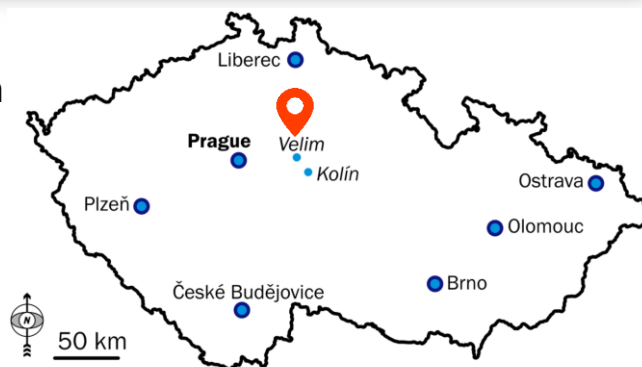 Liberec
Prague
Velim
Kolín
Ostrava
Plzeň
Olomouc
České Budějovice
Brno
N
50 km